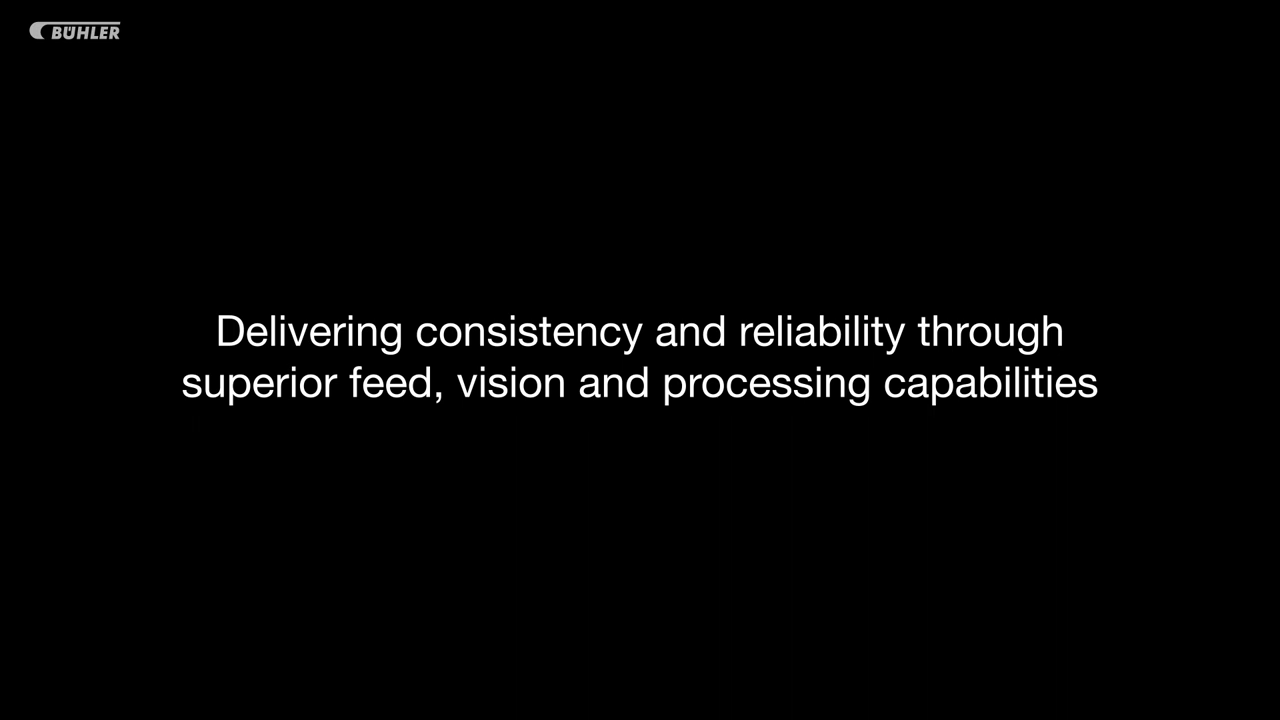 BÜHLER
Delivering consistency and reliability through
superior feed, vision and processing capabilities